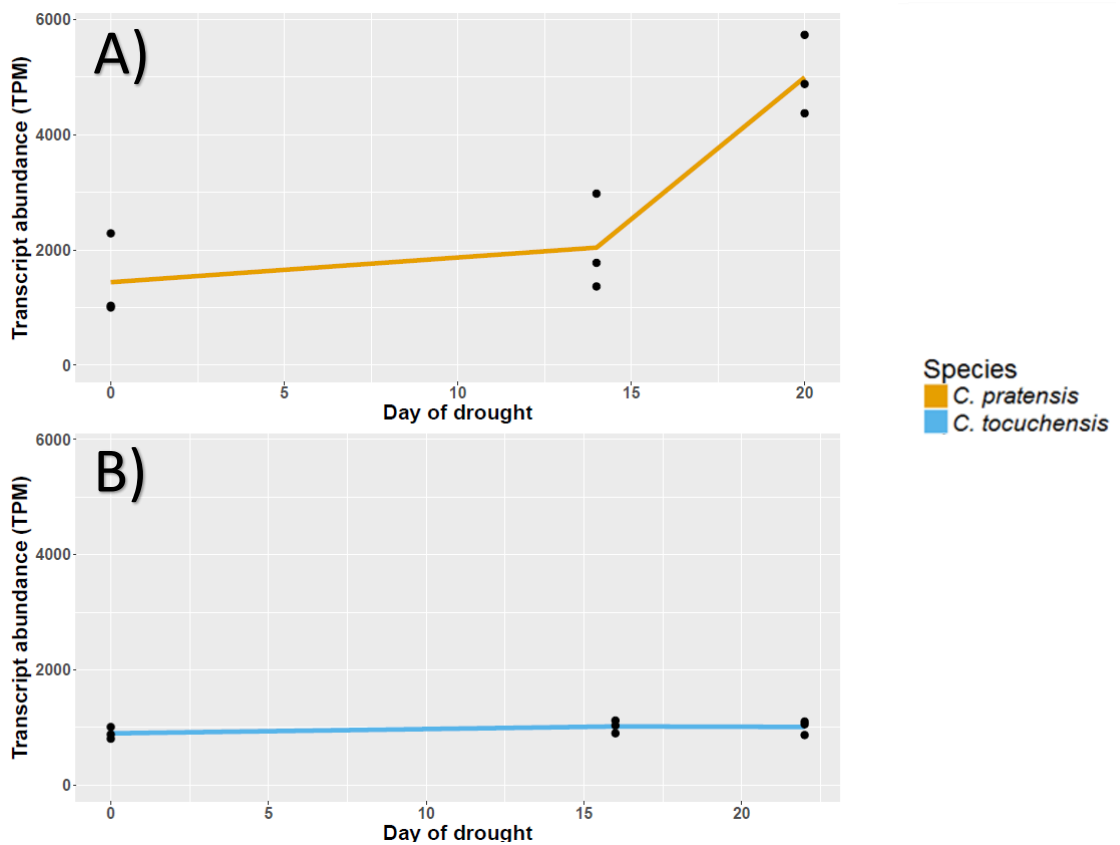 A)
Transcript abundance (TPM)
6000
4000
2000
0
0 5 10 15 20
Day of drought
Species
C. pratensis
C. tocuchensis
B)
Transcript abundance (TPM)
6000
4000
2000
0
0 5 10 15 20
Day of drought